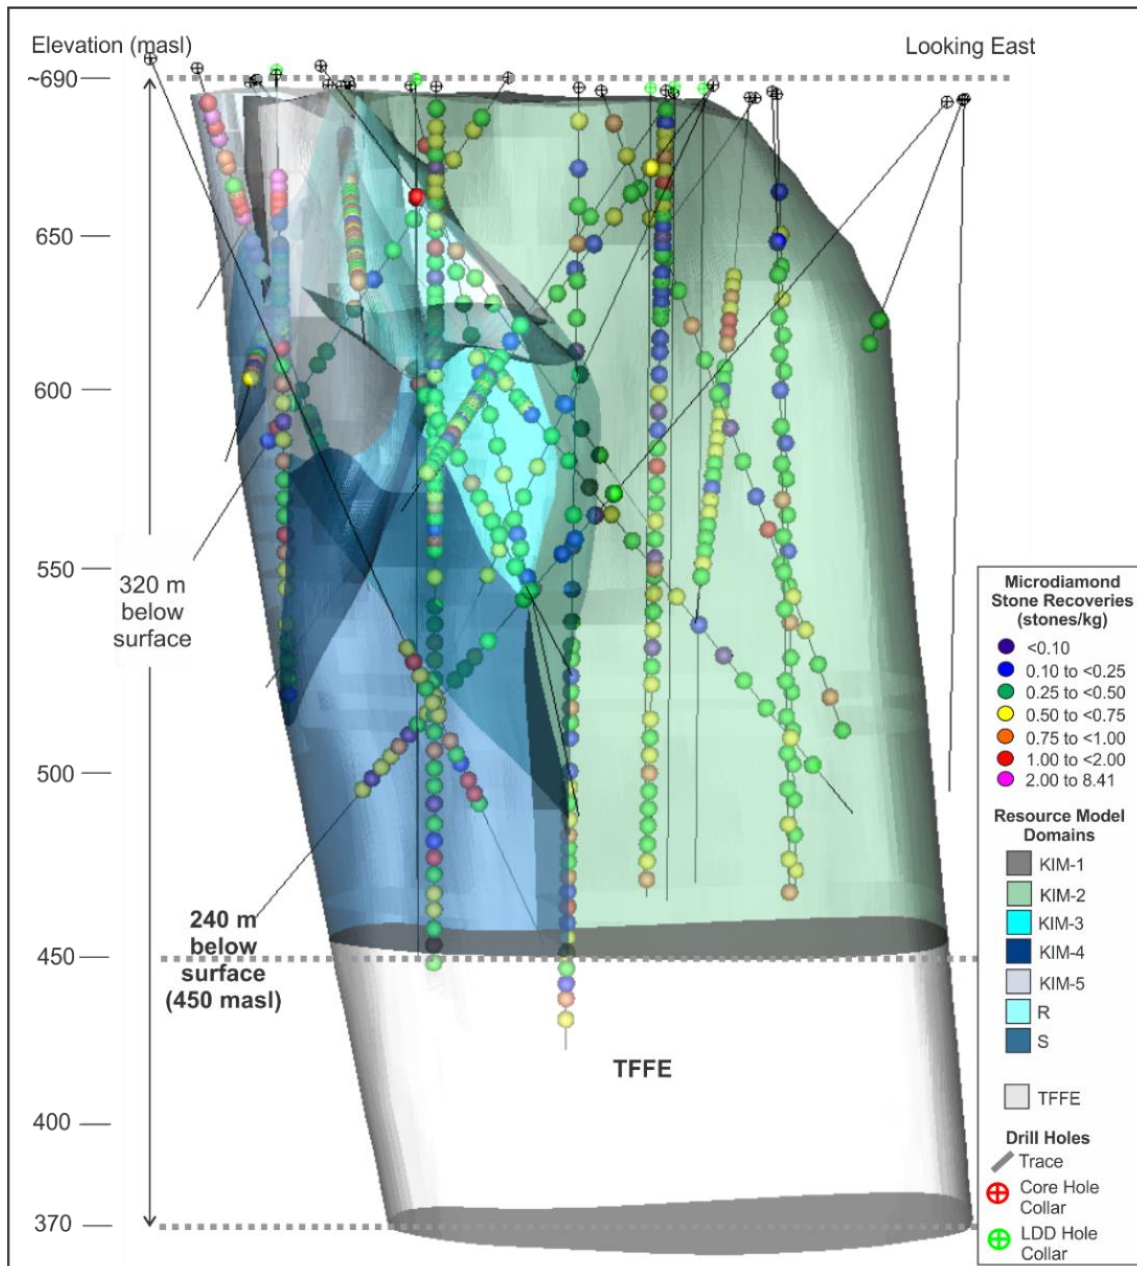 Elevation (masl)
Looking East
~690
650
600
550
320 m
below
surface
500
240 m
below
surface
(450 masl)
450
TFFE
400
370
Microdiamond
Stone Recoveries
(stones/kg)
<0.10
0.10 to <0.25
0.25 to <0.50
0.50 to <0.75
0.75 to <1.00
1.00 to <2.00
2.00 to 8.41
Resource Model
Domains
KIM-1
KIM-2
KIM-3
KIM-4
KIM-5
R
S
TFFE
Drill Holes
Trace
Core Hole
Collar
LDD Hole
Collar